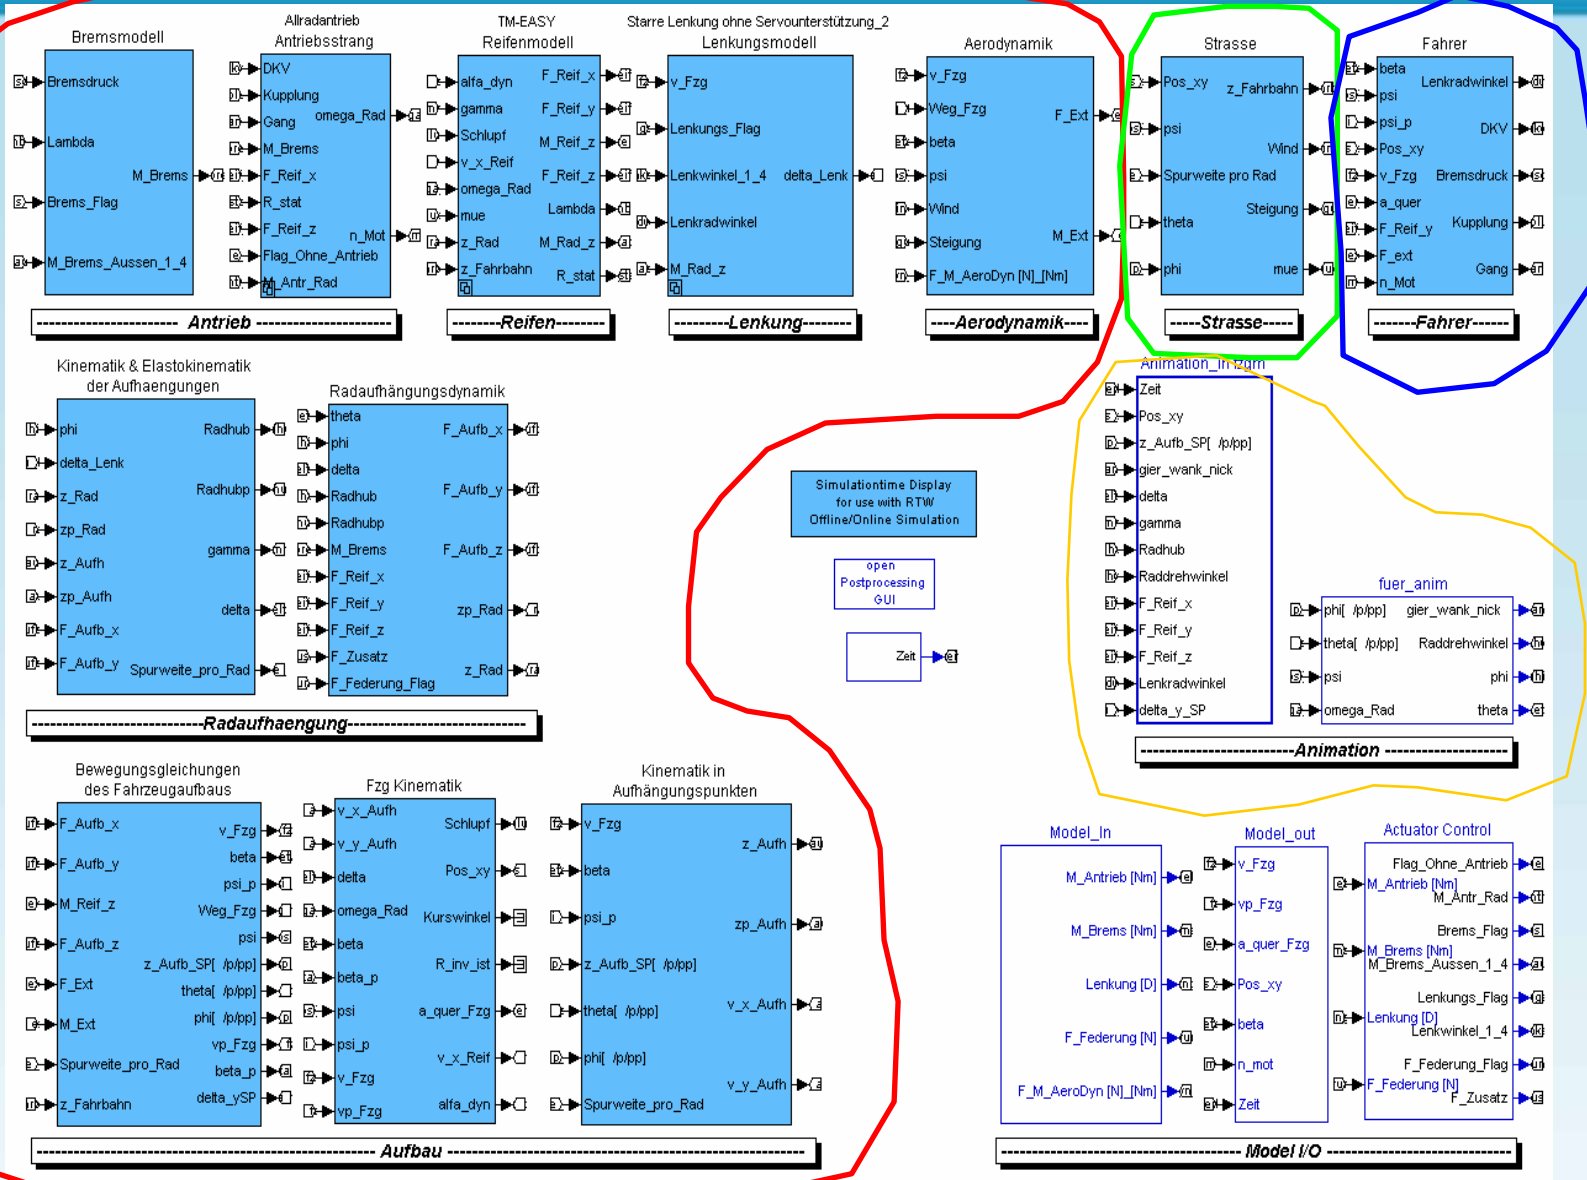 Bremsmodell
Bremsdruck
Lambda
M_Brems
Brems_Flag
M_Brems_Aussen_1_4
Allradantrieb
Antriebsstrang
DKV
Kupplung
Gang
omega_Rad
M_Brems
F_Reif_x
R_stat
F_Reif_z
n_Mot
Flag_Ohne_Antrieb
M_Antr_Rad
Antrieb
TM-EASY
Reifenmodell
alfa_dyn
gamma
Schlupf
v_x_Reif
omega_Rad
mue
z_Rad
z_Fahrbahn
F_Reif_x
F_Reif_y
M_Reif_z
F_Reif_z
Lambda
M_Rad_z
R_stat
Reifen
Starre Lenkung ohne Servounterstützung_2
Lenkungsmodell
v_Fzg
Lenkungs_Flag
Lenkwinkel_1_4
delta_Lenk
Lenkradwinkel
M_Rad_z
Lenkung
Aerodynamik
v_Fzg
Weg_Fzg
beta
psi
Wind
Steigung
F_M_AeroDyn [N]_[Nm]
F_Ext
M_Ext
Aerodynamik
Strasse
Pos_xy
psi
Spurweite pro Rad
theta
phi
z_Fahrbahn
Wind
Steigung
mue
Strasse
Fahrer
beta
psi
psi_p
Pos_xy
v_Fzg
a_quer
F_Reif_y
F_ext
n_Mot
Lenkradwinkel
DKV
Bremsdruck
Kupplung
Gang
Fahrer
Kinematik & Elastokinematik
der Aufhaengungen
phi
delta_Lenk
z_Rad
zp_Rad
z_Aufh
zp_Aufh
F_Aufb_x
F_Aufb_y
Radhub
Radhubp
gamma
delta
Spurweite_pro_Rad
Radaufhängungsdynamik
theta
phi
delta
Radhub
Radhubp
M_Brems
F_Reif_x
F_Reif_y
F_Reif_z
F_Zusatz
F_Federung_Flag
F_Aufb_x
F_Aufb_y
F_Aufb_z
zp_Rad
z_Rad
Radaufhaengung
Simulationtime Display
for use with RTW
Offline/Online Simulation
open
Postprocessing
GUI
Zeit
Zeit
Pos_xy
z_Aufb_SP[ /p/pp]
gier_wank_nick
delta
gamma
Radhub
Raddrehwinkel
F_Reif_x
F_Reif_y
F_Reif_z
Lenkradwinkel
delta_y_SP
fuer_anim
phi[ /p/pp]
theta[ /p/pp]
psi
omega_Rad
gier_wank_nick
Raddrehwinkel
phi
theta
Animation
Bewegungsgleichungen
des Fahrzeugaufbaus
F_Aufb_x
F_Aufb_y
M_Reif_z
F_Aufb_z
F_Ext
M_Ext
Spurweite_pro_Rad
z_Fahrbahn
v_Fzg
beta
psi_p
Weg_Fzg
psi
z_Aufb_SP[ /p/pp]
theta[ /p/pp]
phi[ /p/pp]
vp_Fzg
beta_p
delta_ySP
Fzg Kinematik
v_x_Aufh
v_y_Aufh
delta
omega_Rad
beta
beta_p
psi
psi_p
v_Fzg
vp_Fzg
Schlupf
Pos_xy
Kurswinkel
R_inv_ist
a_quer_Fzg
v_x_Reif
alfa_dyn
Kinematik in
Aufhängungspunkten
v_Fzg
beta
psi_p
z_Aufb_SP[ /p/pp]
theta[ /p/pp]
phi[ /p/pp]
Spurweite_pro_Rad
z_Aufh
zp_Aufh
v_x_Aufh
v_y_Aufh
Aufbau
Model_In
M_Antrieb [Nm]
M_Brems [Nm]
Lenkung [D]
F_Federung [N]
F_M_AeroDyn [N]_[Nm]
Model_out
v_Fzg
vp_Fzg
a_quer_Fzg
Pos_xy
beta
n_mot
Zeit
Actuator Control
Flag_Ohne_Antrieb
M_Antrieb [Nm]
M_Antr_Rad
Brems_Flag
M_Brems [Nm]
M_Brems_Aussen_1_4
Lenkungs_Flag
Lenkung [D]
Lenkwinkel_1_4
F_Federung_Flag
F_Federung [N]
F_Zusatz
Model I/O